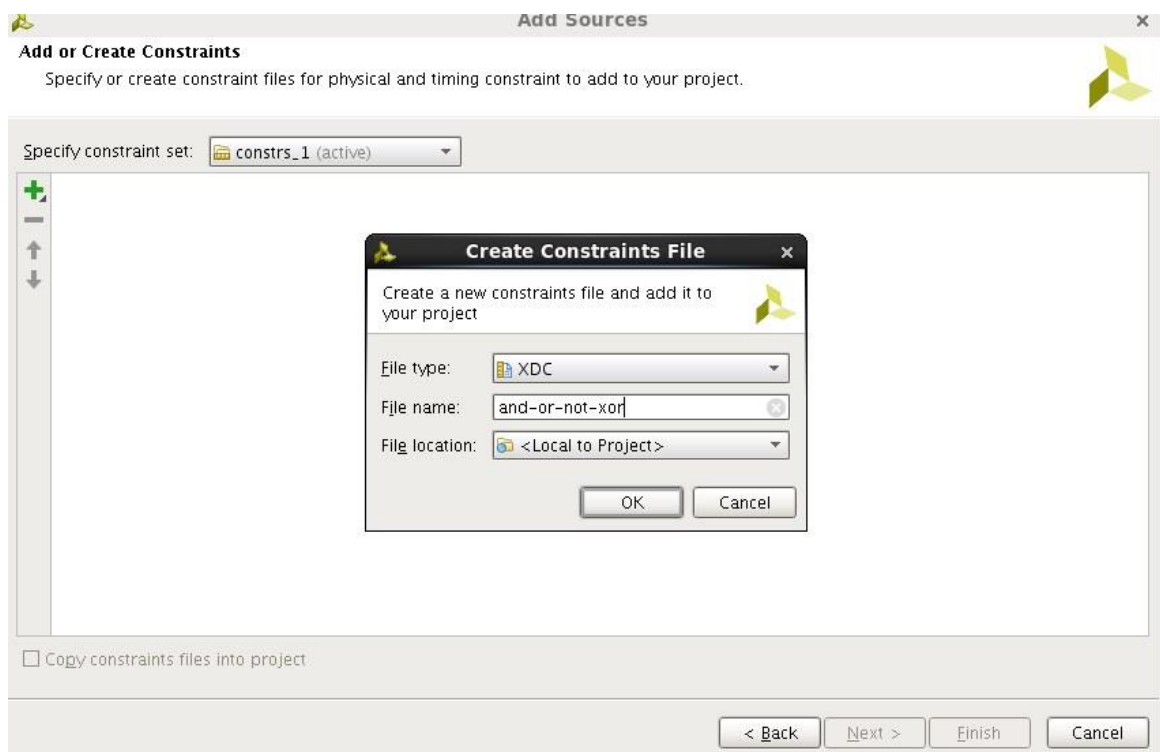 Add Sources
Add or Create Constraints
Specify or create constraint files for physical and timing constraint to add to your project.
Specify constraint set: constrs_1 (active)
Create Constraints File
Create a new constraints file and add it to
your project
File type: XDC
File name: and-or-not-xor
File location: <Local to Project>
OK Cancel
Copy constraints files into project
< Back Next > Finish Cancel